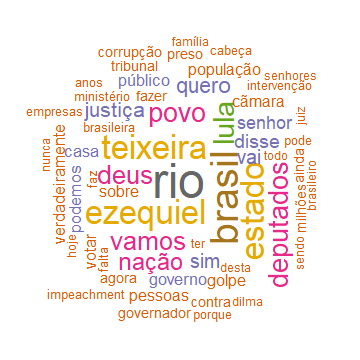 família
corrupção preso cabeça
tribunal população senhores
anos público quero intervenção
ministério fazer câmara
empresas justiça povo lula senhor juiz
brasileira teixeira disse pode
nunca verdadeiramente casa vai todo
podemos faz deus rio brasil estado deputados sendo milhões ainda brasileiro
sobre
ezequiel
hoje votar vamos ter
falta nação sim desta
agora governo golpe
impeachment pessoas contra dilma
governador porque